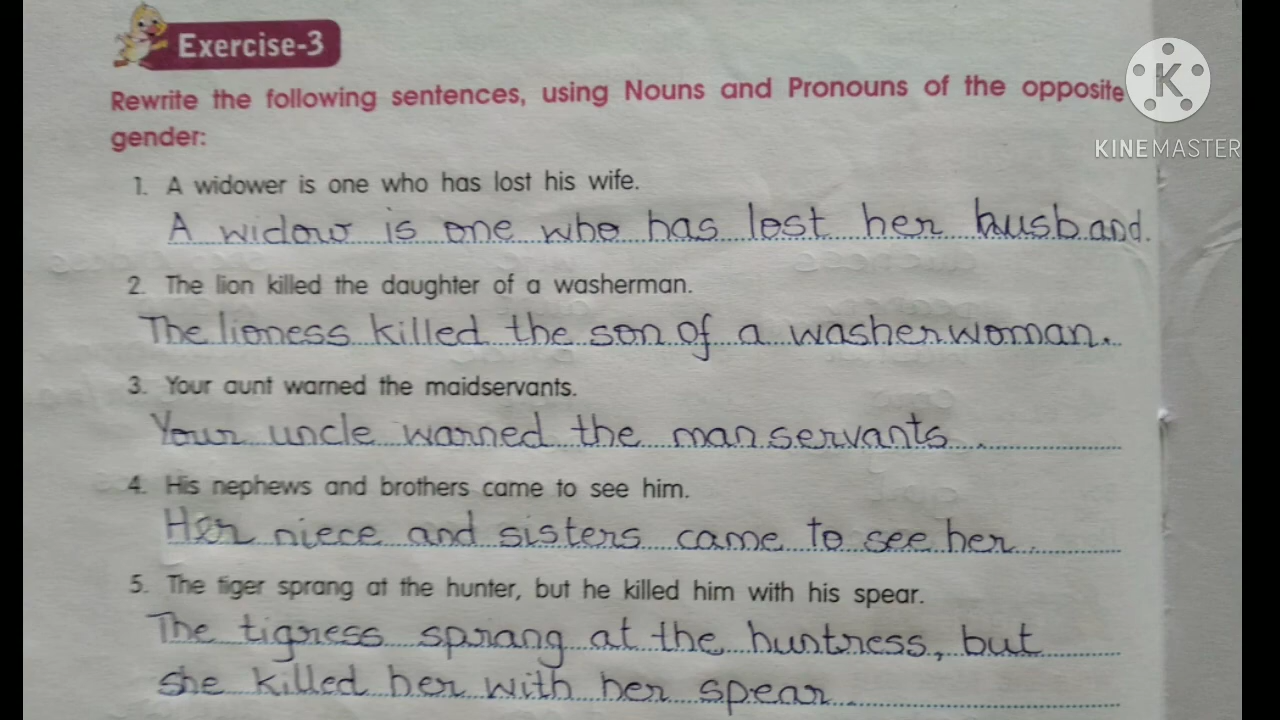 Exercise-3
Rewrite the following sentences, using Nouns and Pronouns of the opposite
gender:
K
KINEMASTER
1. A widower is one who has lost his wife.
A widow is one who has lost her husband.
2. The lion killed the daughter of a washerman.
The lioness killed the son of a washerwoman.
3. Your aunt warned the maidservants.
Your uncle warned the manservants.
4. His nephews and brothers came to see him.
Her niece and sisters came to see her.
5. The tiger sprang at the hunter, but he killed him with his spear.
The tigress sprang at the huntress, but
she killed her with her spear.